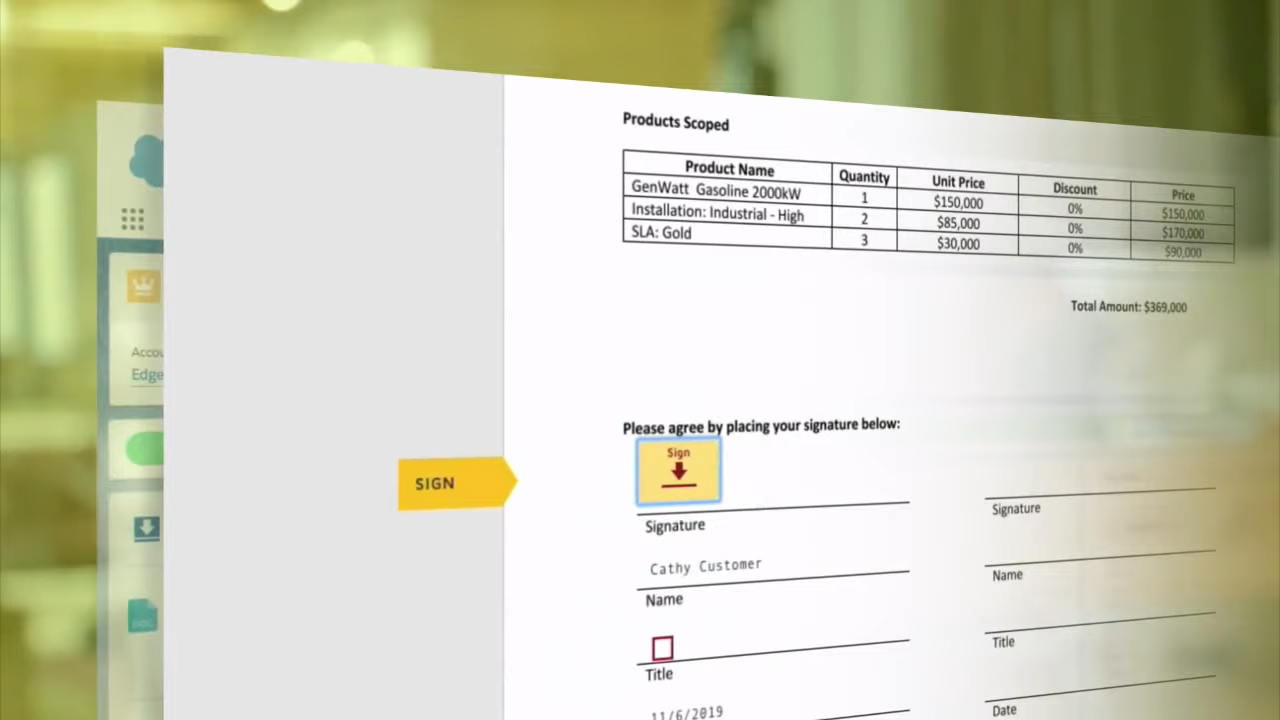 Products Scoped
Product Name Quantity Unit Price Discount Price
GenWatt Gasoline 2000kW 1 $150,000 0% $150,000
Installation: Industrial - High 2 $85,000 0% $170,000
SLA: Gold 3 $30,000 0% $90,000
Total Amount: $369,000
Accou
Edge
Please agree by placing your signature below:
Sign
SIGN
Signature Signature
Cathy Customer
Name Name
Title Title
DOC
11/6/2019
Date